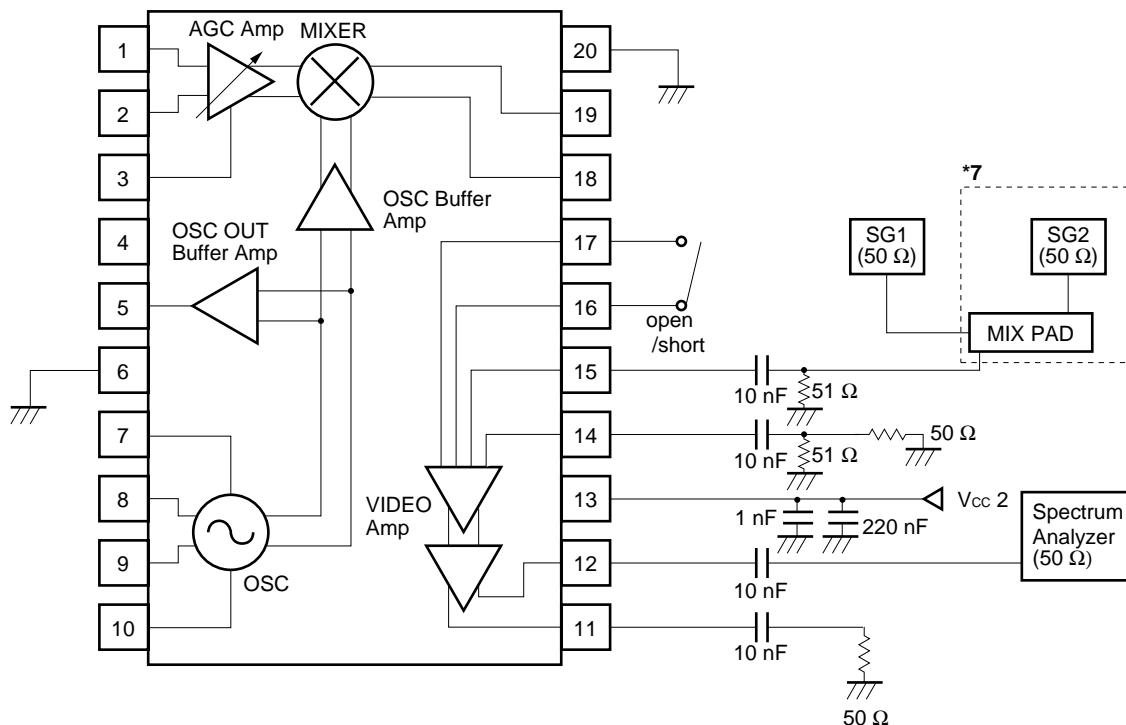 AGC Amp
MIXER
1
2
3
4
5
6
7
8
9
10
OSC Buffer
Amp
OSC OUT
Buffer Amp
OSC
VIDEO
Amp
20
19
18
17
16
15
14
13
12
11
open
/short
*7
SG1
(50 Ω)
SG2
(50 Ω)
MIX PAD
10 nF
51 Ω
10 nF
51 Ω
50 Ω
1 nF
220 nF
VCC 2
Spectrum
Analyzer
(50 Ω)
10 nF
10 nF
50 Ω